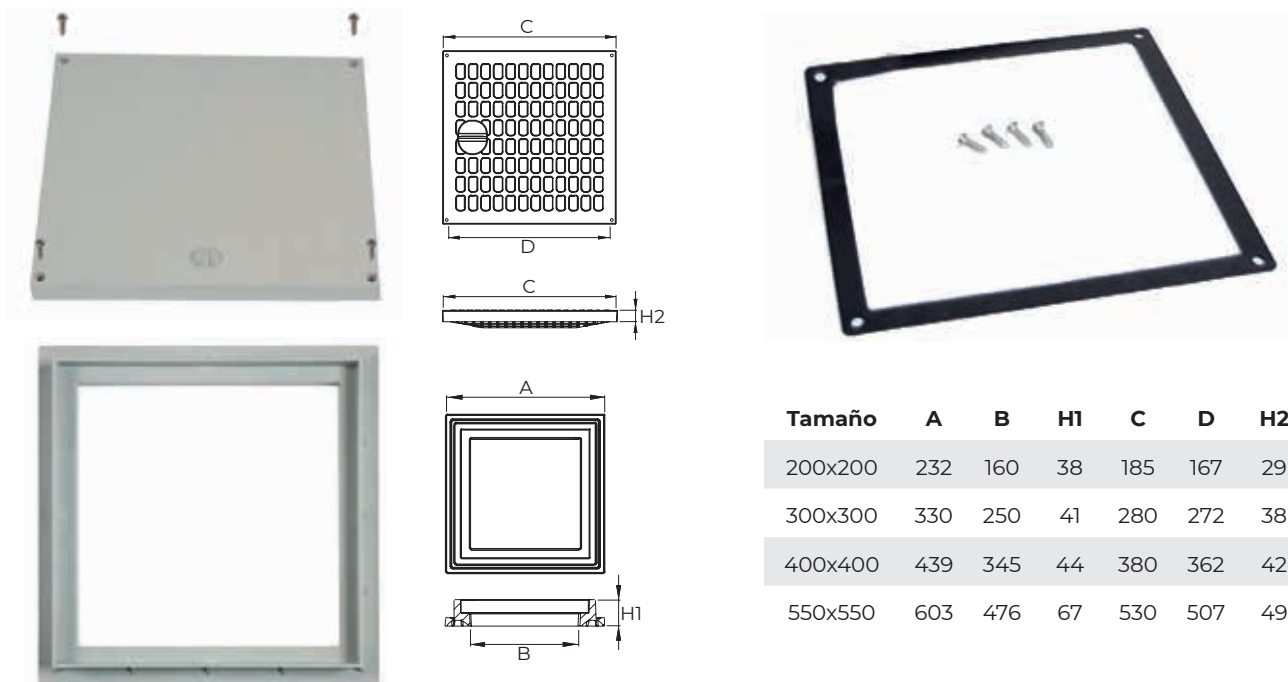 C
D
C
H2
A
H1
B
Tamaño A B H1 C D H2
200x200 232 160 38 185 167 29
300x300 330 250 41 280 272 38
400x400 439 345 44 380 362 42
550x550 603 476 67 530 507 49